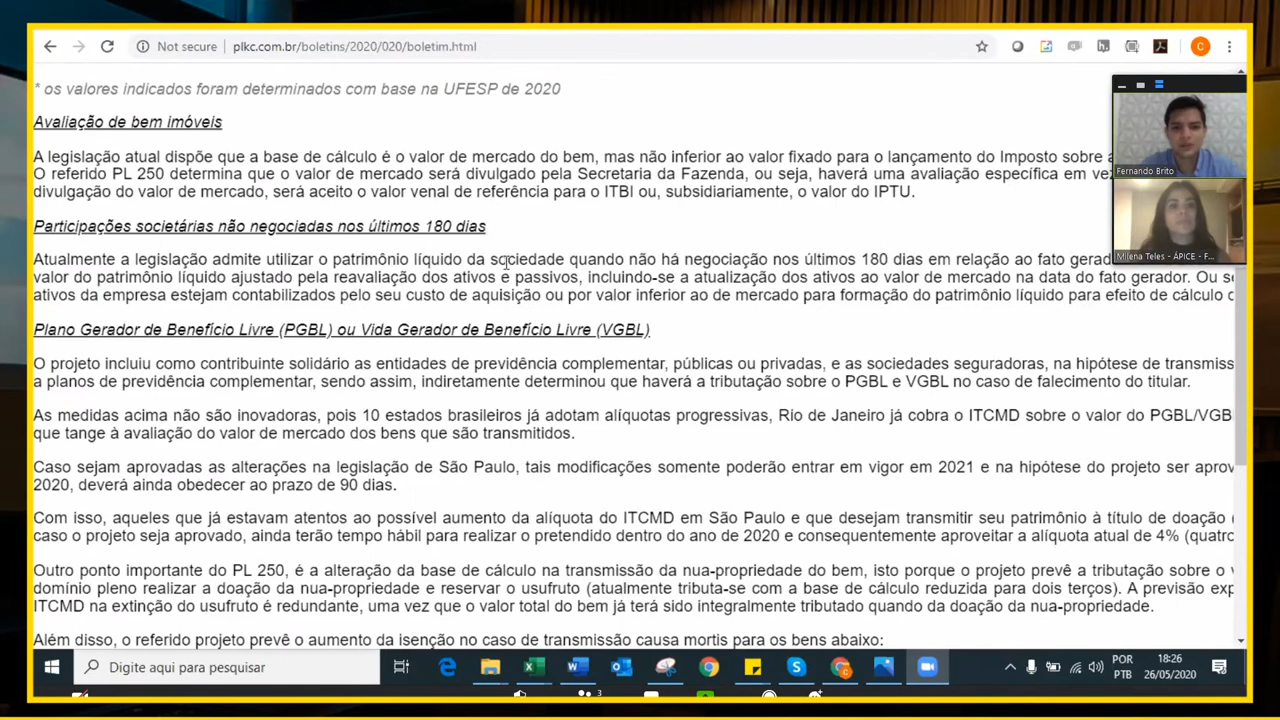 Not secure plkc.com.br/boletins/2020/020/boletim.html
* os valores indicados foram determinados com base na UFESP de 2020
Avaliação de bem imóveis
A legislação atual dispõe que a base de cálculo é o valor de mercado do bem, mas não inferior ao valor fixado para o lançamento do Imposto sobre a
O referido PL 250 determina que o valor de mercado será divulgado pela Secretaria da Fazenda, ou seja, haverá uma avaliação específica em vez
divulgação do valor de mercado, será aceito o valor venal de referência para o ITBI ou, subsidiariamente, o valor do IPTU.
Fernando Brito
Participações societárias não negociadas nos últimos 180 dias
Atualmente a legislação admite utilizar o patrimônio líquido da sociedade quando não há negociação nos últimos 180 dias em relação ao fato gerad
Milena Teles - ÁPICE - F...
valor do patrimônio líquido ajustado pela reavaliação dos ativos e passivos, incluindo-se a atualização dos ativos ao valor de mercado na data do fato gerador. Ou s
ativos da empresa estejam contabilizados pelo seu custo de aquisição ou por valor inferior ao de mercado para formação do patrimônio líquido para efeito de cálculo
Plano Gerador de Benefício Livre (PGBL) ou Vida Gerador de Benefício Livre (VGBL)
O projeto incluiu como contribuinte solidário as entidades de previdência complementar, públicas ou privadas, e as sociedades seguradoras, na hipótese de transmiss
a planos de previdência complementar, sendo assim, indiretamente determinou que haverá a tributação sobre o PGBL e VGBL no caso de falecimento do titular.
As medidas acima não são inovadoras, pois 10 estados brasileiros já adotam alíquotas progressivas, Rio de Janeiro já cobra o ITCMD sobre o valor do PGBL/VGB
que tange à avaliação do valor de mercado dos bens que são transmitidos.
Caso sejam aprovadas as alterações na legislação de São Paulo, tais modificações somente poderão entrar em vigor em 2021 e na hipótese do projeto ser aprov
2020, deverá ainda obedecer ao prazo de 90 dias.
Com isso, aqueles que já estavam atentos ao possível aumento da alíquota do ITCMD em São Paulo e que desejam transmitir seu patrimônio à título de doação (
caso o projeto seja aprovado, ainda terão tempo hábil para realizar o pretendido dentro do ano de 2020 e consequentemente aproveitar a alíquota atual de 4% (quatro
Outro ponto importante do PL 250, é a alteração da base de cálculo na transmissão da nua-propriedade do bem, isto porque o projeto prevê a tributação sobre o v
domínio pleno realizar a doação da nua-propriedade e reservar o usufruto (atualmente tributa-se com a base de cálculo reduzida para dois terços). A previsão exp
ITCMD na extinção do usufruto é redundante, uma vez que o valor total do bem já terá sido integralmente tributado quando da doação da nua-propriedade.
Além disso, o referido projeto prevê o aumento da isenção no caso de transmissão causa mortis para os bens abaixo:
Digite aqui para pesquisar
POR
PTB
18:26
26/05/2020
3